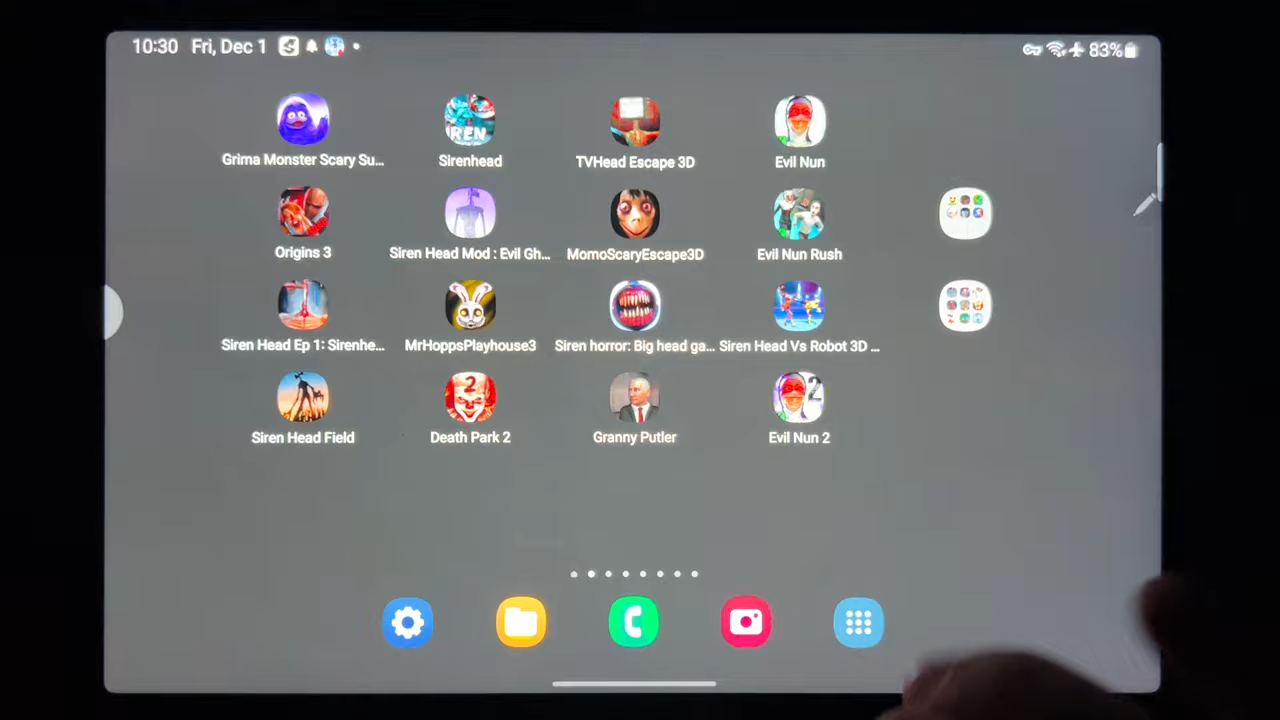 10:30 Fri, Dec 1
83%
Grima Monster Scary Su...
Sirenhead
TVHead Escape 3D
Evil Nun
Origins 3
Siren Head Mod : Evil Gh...
MomoScaryEscape3D
Evil Nun Rush
Siren Head Ep 1: Sirenhe...
MrHoppsPlayhouse3
Siren horror: Big head ga...
Siren Head Vs Robot 3D ...
Siren Head Field
Death Park 2
Granny Putler
Evil Nun 2
REN
2
2